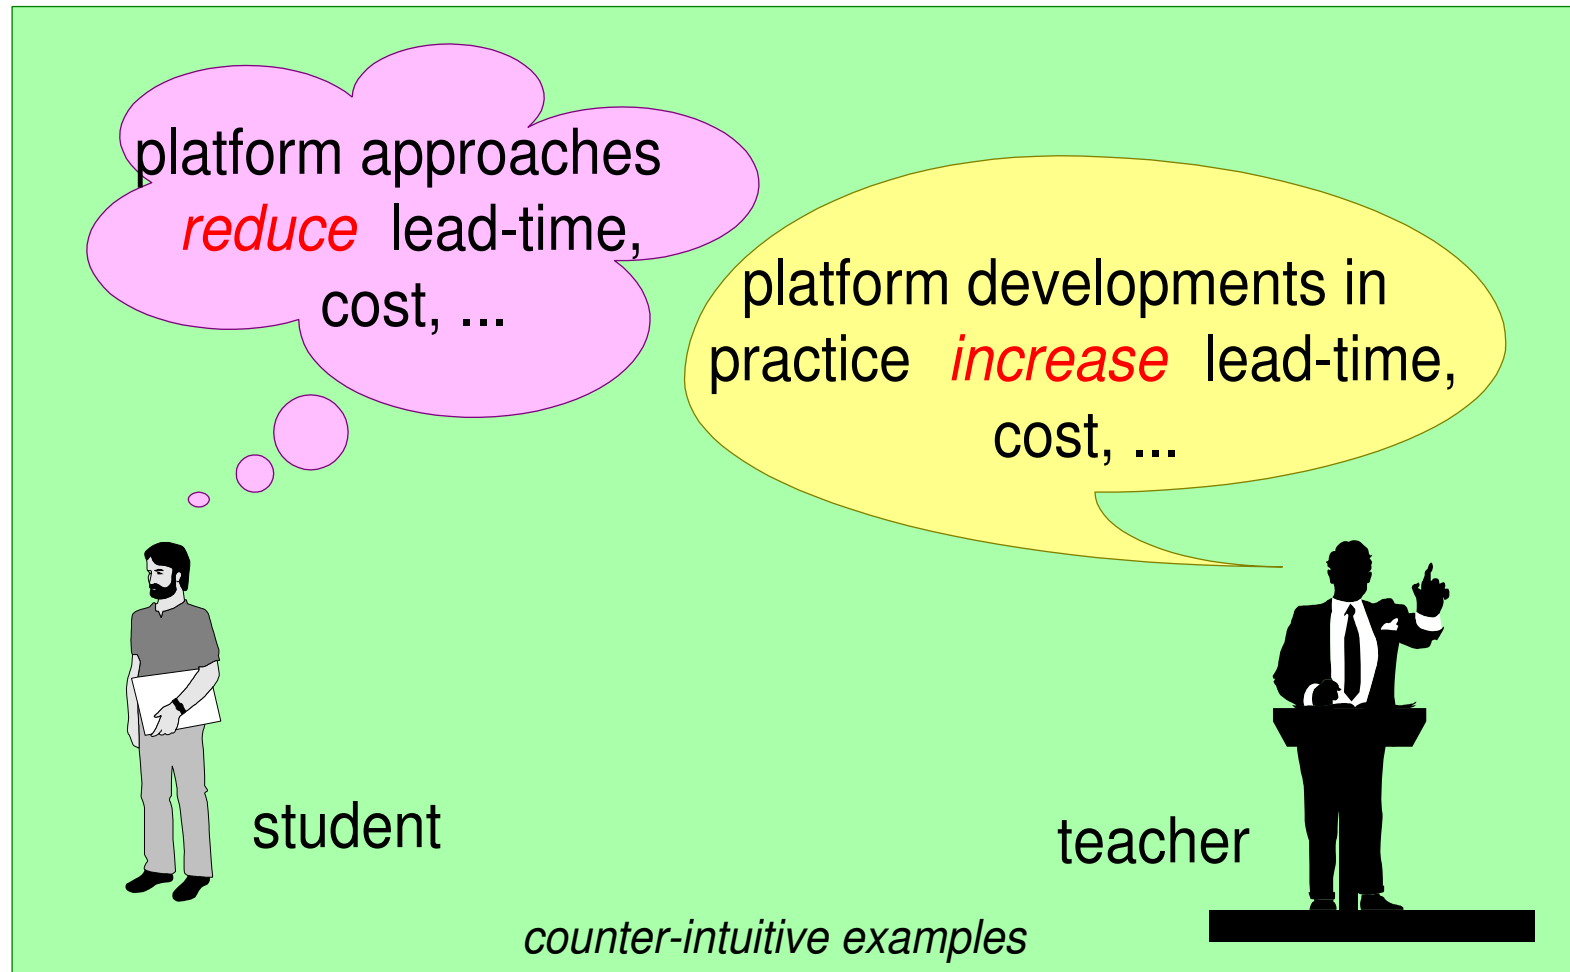 platform approaches
reduce lead-time,
cost, ...
platform developments in
practice increase lead-time,
cost, ...
student
teacher
counter-intuitive examples